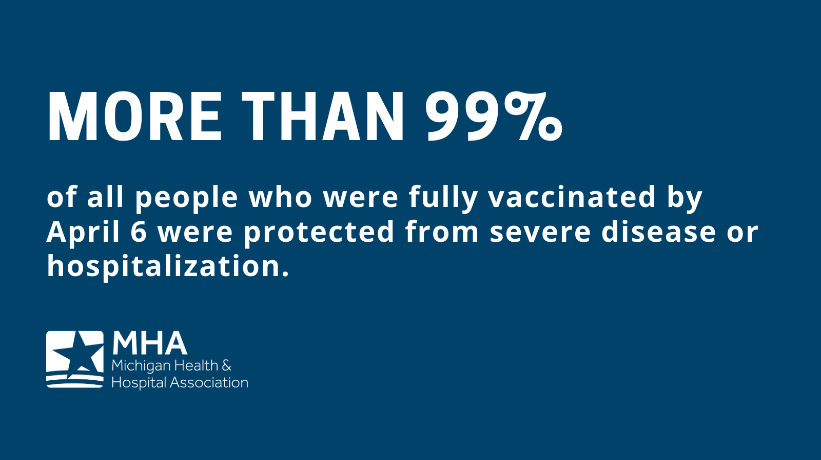 MORE THAN 99%
of all people who were fully vaccinated by
April 6 were protected from severe disease or
hospitalization.
MHA
Michigan Health &
Hospital Association